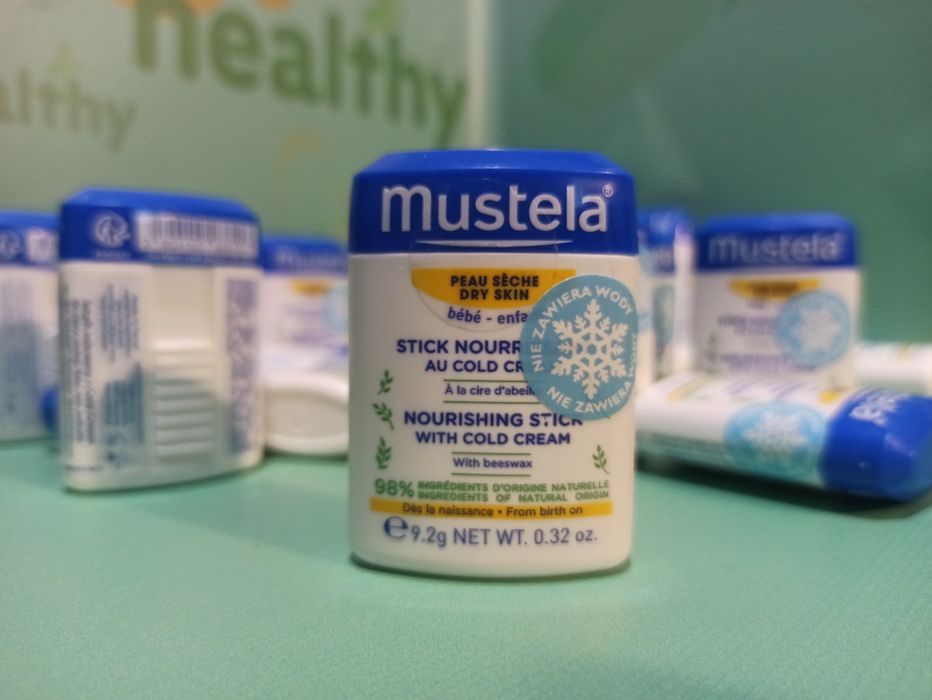 healthy
althy
mustela®
PEAU SÈCHE
DRY SKIN
bébé - enfa
STICK NOURR
AU COLD CR
À la cire d'abeil
NOURISHING STICK
WITH COLD CREAM
With beeswax
98% INGRÉDIENTS D'ORIGINE NATURELLE
INGREDIENTS OF NATURAL ORIGIN
Dès la naissance • From birth on
e 9.2g NET WT. 0.32 oz.
NIE ZAWIERA WODY
NIE ZAWIERA WODY
mustela